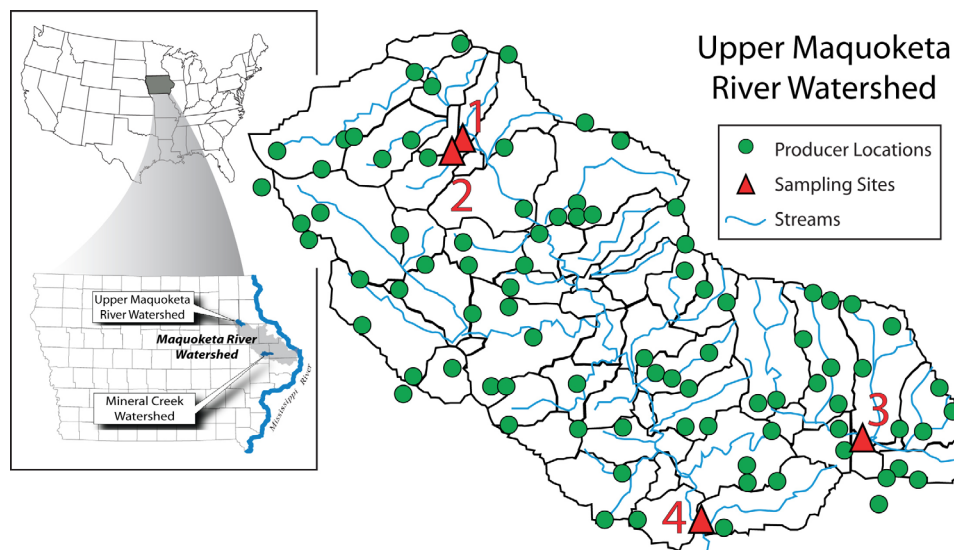 Upper Maquoketa
River Watershed
Producer Locations
Sampling Sites
Streams
1
2
3
4
Upper Maquoketa
River Watershed
Maquoketa River
Watershed
Mineral Creek
Watershed
Mississippi River